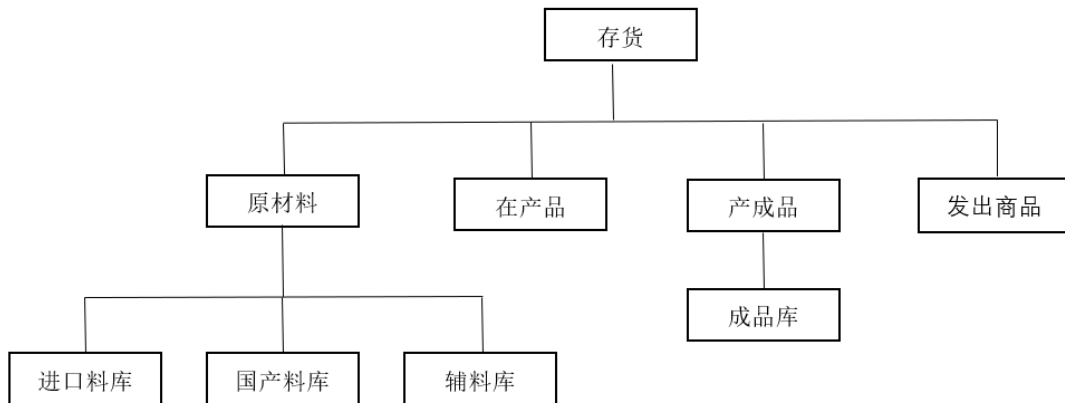 存货
原材料
在产品
产成品
发出商品
成品库
进口料库
国产料库
辅料库